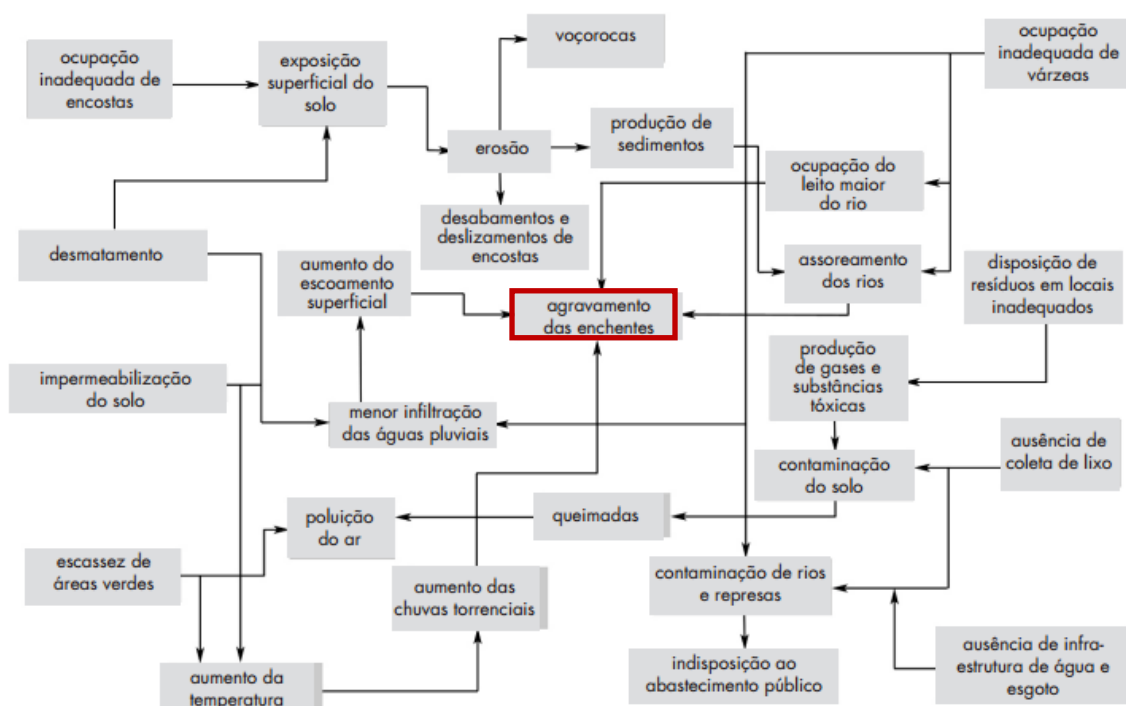 ocupação
inadequada de
encostas
exposição
superficial do
solo
voçorocas
ocupação
inadequada de
várzeas
erosão
produção de
sedimentos
ocupação do
leito maior
do rio
desmatamento
desabamentos e
deslizamentos de
encostas
aumento do
escoamento
superficial
agravamento
das enchentes
assoreamento
dos rios
disposição de
resíduos em locais
inadequados
impermeabilização
do solo
menor infiltração
das águas pluviais
produção
de gases e
substâncias
tóxicas
contaminação
do solo
ausência de
coleta de lixo
poluição
do ar
queimadas
escassez de
áreas verdes
aumento das
chuvas torrenciais
contaminação de rios
e represas
aumento da
temperatura
indisposição ao
abastecimento público
ausência de infra-
estrutura de água e
esgoto